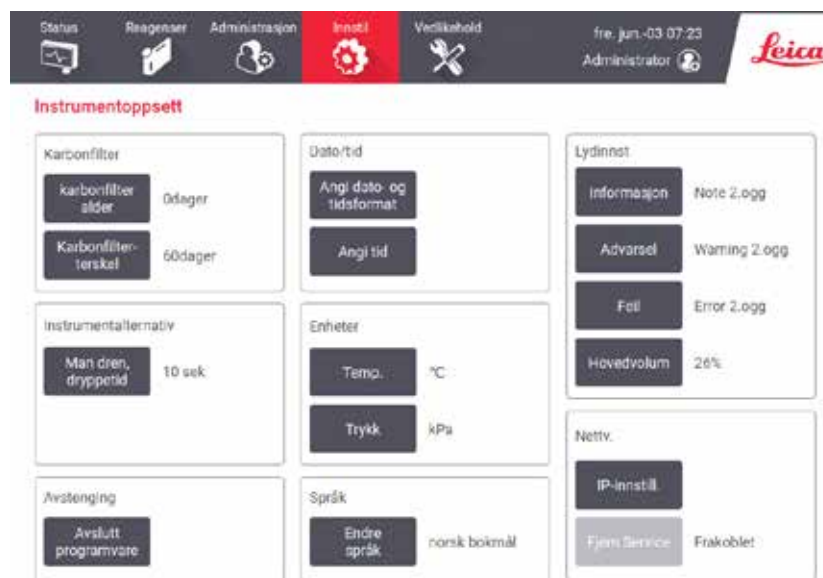 Status
Reagenser
Administrasjon
Innstil
Vedlikehold
fre. jun.-03 07:23
Administrator
Leica
Instrumentoppsett
Karbonfilter
karbonfilter
alder
0dager
Karbonfilter-
terskel
60dager
Instrumentalternativ
Man dren,
dryppetid
10 sek
Avstenging
Avslutt
programvare
Dato/tid
Angi dato- og
tidsformat
Angi tid
Enheter
Temp.
°C
Trykk
kPa
Språk
Endre
språk
norsk bokmål
Lydinnst
Informasjon
Note 2.ogg
Advarsel
Warning 2.ogg
Feil
Error 2.ogg
Hovedvolum
26%
Nettv.
IP-innstill.
Fjern Service
Frakoblet